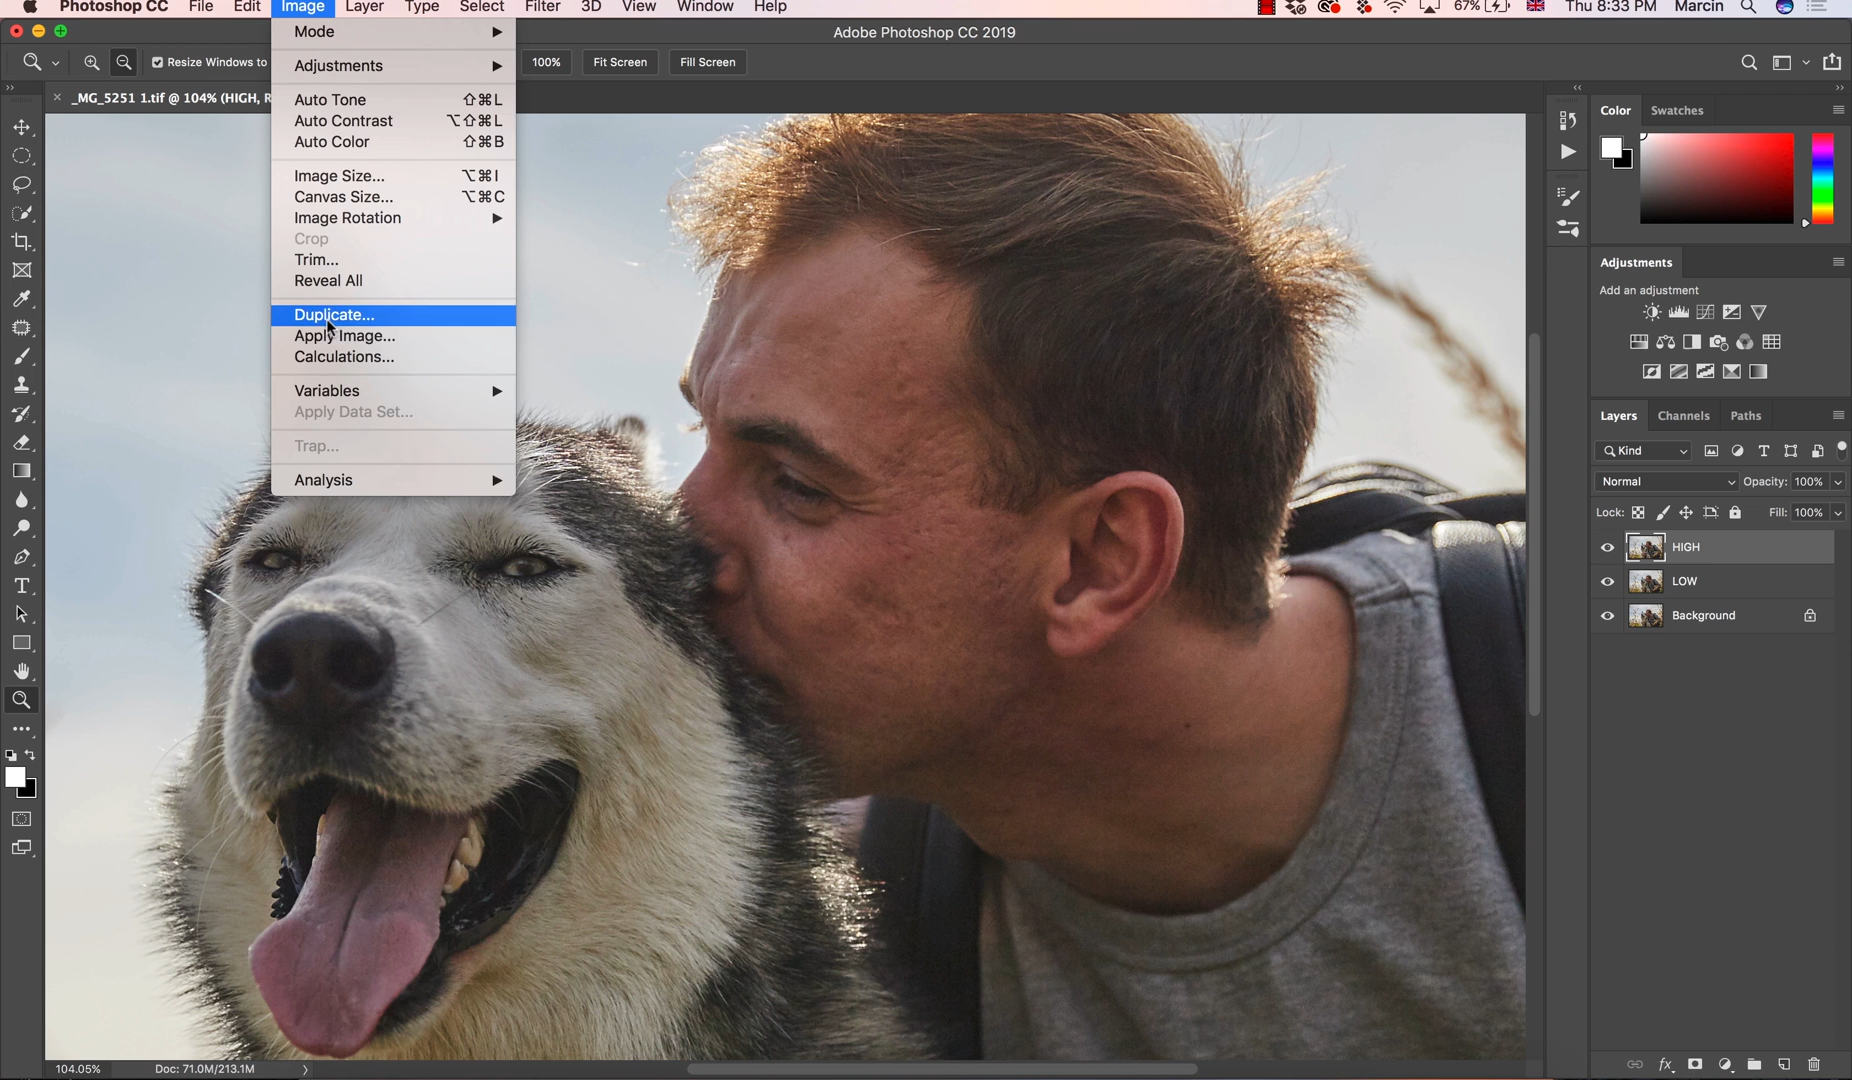 Photoshop CC File Edit Image Layer Type Select Filter 3D View Window Help 67% Thu 8:33 PM Marcin
Adobe Photoshop CC 2019
Resize Windows to 100% Fit Screen Fill Screen
_MG_5251 1.tif @ 104% (HIGH, R
Mode
Adjustments
Auto Tone ⇧⌘L
Auto Contrast ⌥⇧⌘L
Auto Color ⇧⌘B
Image Size... ⌥⌘I
Canvas Size... ⌥⌘C
Image Rotation
Crop
Trim...
Reveal All
Duplicate...
Apply Image...
Calculations...
Variables
Apply Data Set...
Trap...
Analysis
Color Swatches
Adjustments
Add an adjustment
Layers Channels Paths
Kind
Normal Opacity: 100%
Lock: Fill: 100%
HIGH
LOW
Background
fx
104.05% Doc: 71.0M/213.1M